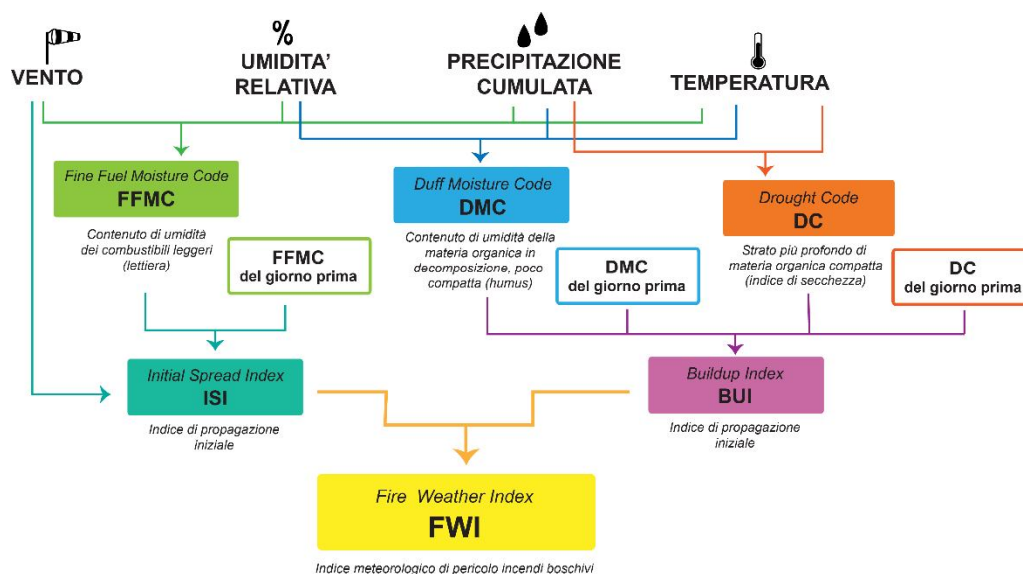 %
VENTO
UMIDITA'
RELATIVA
PRECIPITAZIONE
CUMULATA
TEMPERATURA
Fine Fuel Moisture Code
FFMC
Contenuto di umidità
dei combustibili leggeri
(lettiera)
FFMC
del giorno prima
Duff Moisture Code
DMC
Contenuto di umidità della
materia organica in
decomposizione, poco
compatta (humus)
DMC
del giorno prima
Drought Code
DC
Strato più profondo di
materia organica compatta
(indice di secchezza)
DC
del giorno prima
Initial Spread Index
ISI
Indice di propagazione
iniziale
Buildup Index
BUI
Indice di propagazione
iniziale
Fire Weather Index
FWI
Indice meteorologico di pericolo incendi boschivi